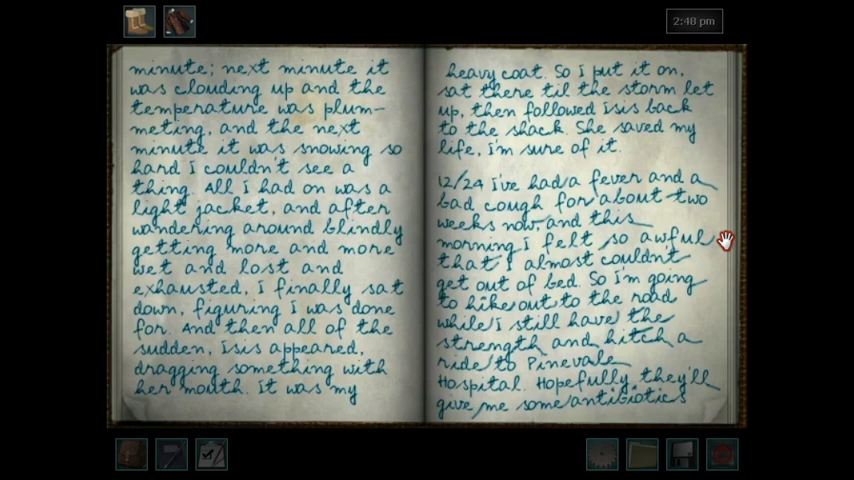 2:48 pm
minute; next minute it
was clouding up and the
temperature was plum-
meting, and the next
minute it was snowing so
hard I couldn't see a
thing. All I had on was a
light jacket, and after
wandering around blindly
getting more and more
wet and lost and
exhausted, I finally sat
down, figuring I was done
for. And then all of the
sudden, Isis appeared,
dragging something with
her mouth. It was my
heavy coat. So I put it on,
sat there til the storm let
up, then followed Isis back
to the shack. She saved my
life, I'm sure of it.
12/24 I've had a fever and a
bad cough for about two
weeks now, and this
morning I felt so awful
that I almost couldn't
get out of bed. So I'm going
to hike out to the road
while I still have the
strength and hitch a
ride to Pinevale
Hospital. Hopefully they'll
give me some antibiotics